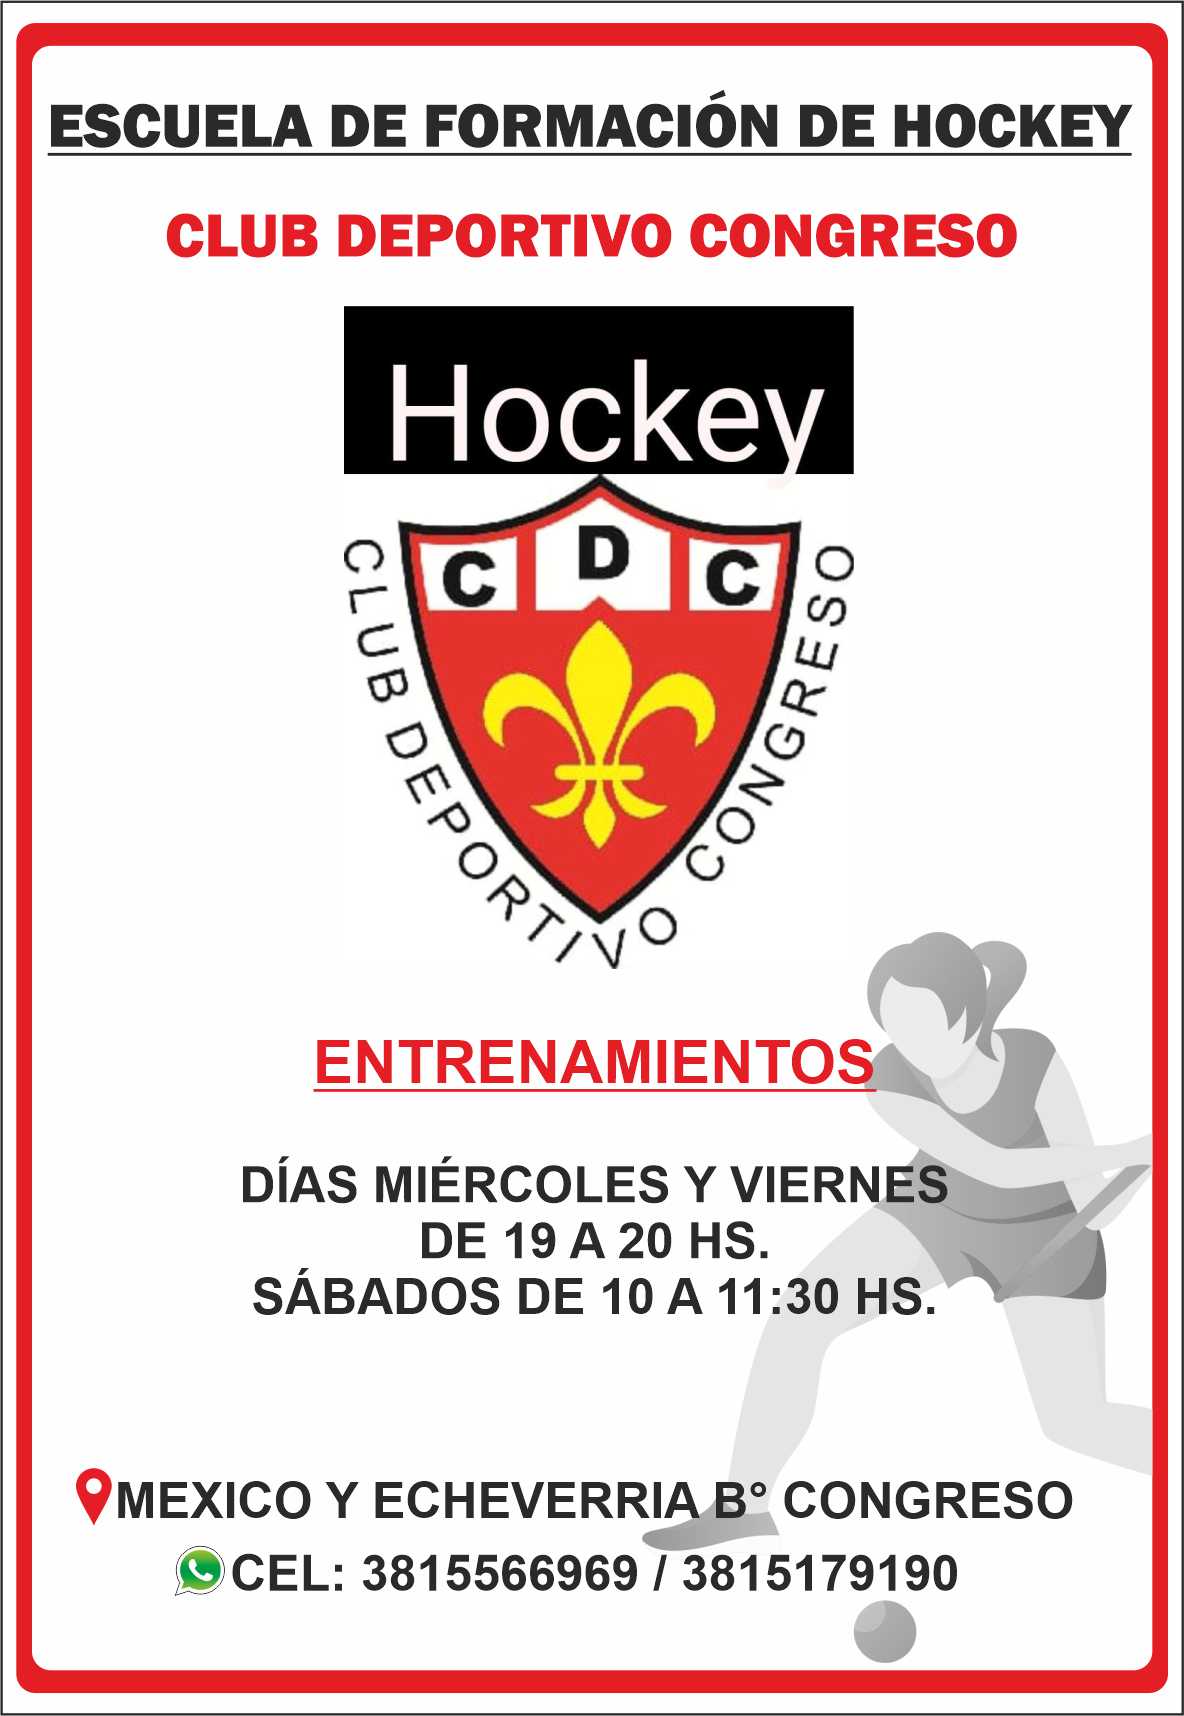 ESCUELA DE FORMACIÓN DE HOCKEY
CLUB DEPORTIVO CONGRESO
Hockey
C D C
CLUB DEPORTIVO CONGRESO
ENTRENAMIENTOS
DÍAS MIÉRCOLES Y VIERNES
DE 19 A 20 HS.
SÁBADOS DE 10 A 11:30 HS.
MEXICO Y ECHEVERRIA B° CONGRESO
CEL: 3815566969 / 3815179190